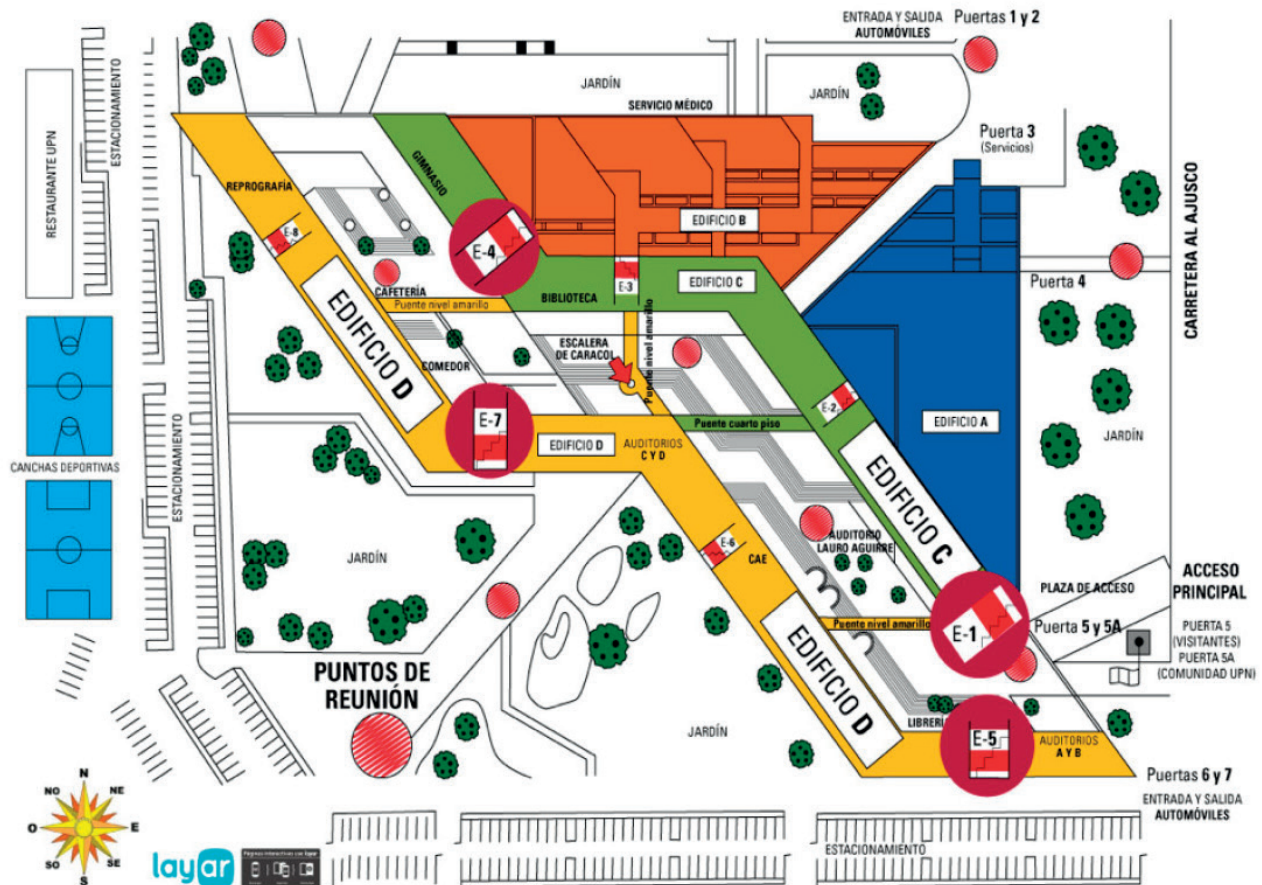 ENTRADA Y SALIDA
AUTOMÓVILES
Puertas 1 y 2
JARDÍN
JARDÍN
SERVICIO MÉDICO
Puerta 3
(Servicios)
ESTACIONAMIENTO
RESTAURANTE UPN
REPROGRAFÍA
GIMNASIO
EDIFICIO B
E-8
E-4
E-3
EDIFICIO C
CAFETERÍA
Puente nivel amarillo
BIBLIOTECA
Puerta 4
CARRETERA AL AJUSCO
EDIFICIO D
ESCALERA
DE CARACOL
Puente nivel amarillo
COMEDOR
E-7
EDIFICIO D
AUDITORIOS
C Y D
Puente cuarto piso
E-2
EDIFICIO A
JARDÍN
CANCHAS DEPORTIVAS
ESTACIONAMIENTO
EDIFICIO C
JARDÍN
E-6
CAE
AUDITORIO
LAURO AGUIRRE
PLAZA DE ACCESO
ACCESO
PRINCIPAL
Puente nivel amarillo
E-1
Puerta 5 y 5A
PUERTA 5
(VISITANTES)
PUERTA 5A
(COMUNIDAD UPN)
PUNTOS DE
REUNIÓN
EDIFICIO D
JARDÍN
LIBRERÍ
E-5
AUDITORIOS
A Y B
Puertas 6 y 7
ENTRADA Y SALIDA
AUTOMÓVILES
N
NO
NE
O
E
SO
SE
S
layar
Páginas interactivas con layar
ESTACIONAMIENTO